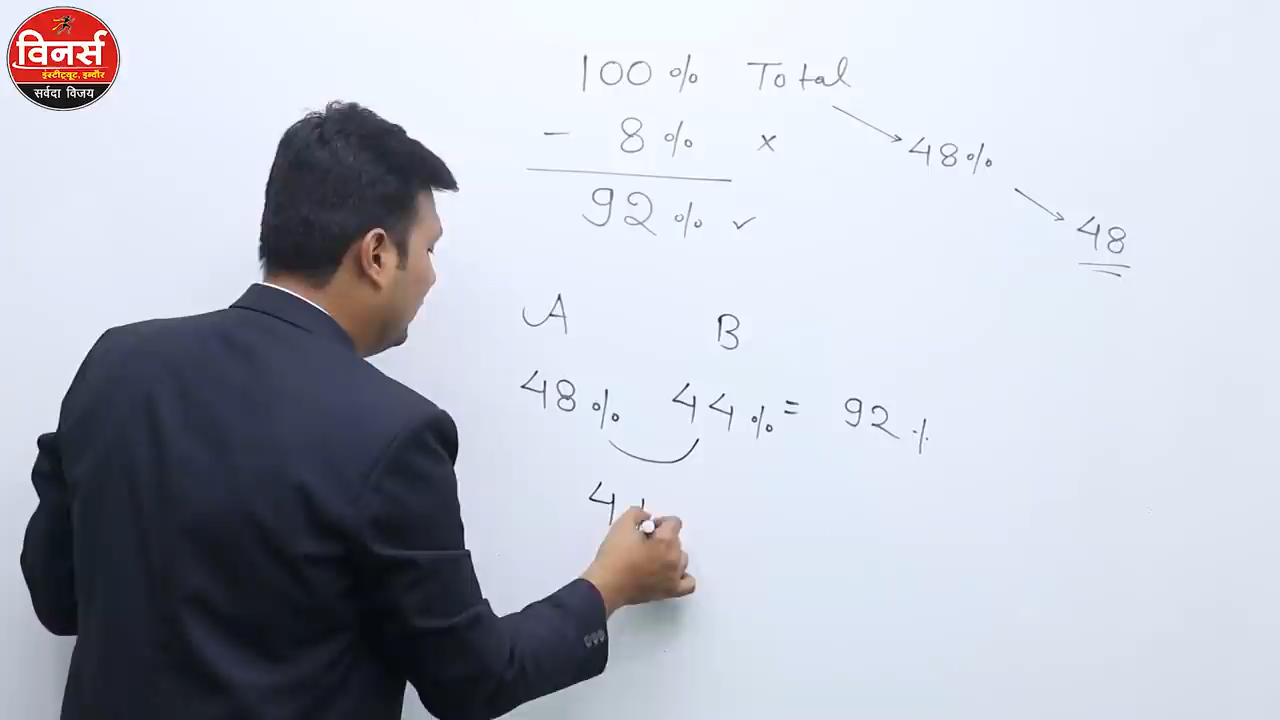 विनर्स
इंस्टीट्यूट, इन्दौर
सर्वदा विजय
100 % Total
- 8 % ×
48 %
92 % ✓
48
A B
48 % 44 % = 92 %
4